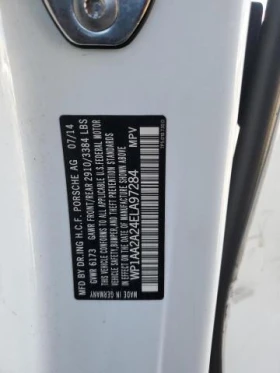 MFD BY DR.ING H.C.F. PORSCHE AG 07/14
GVWR 6173 GAWR FRONT/REAR 2910/3384 LBS
THIS VEHICLE CONFORMS TO ALL APPLICABLE U.S.FEDERAL MOTOR
VEHICLE SAFETY,BUMPER,AND THEFT PREVENTION STANDARDS
IN EFFECT ON THE DATE OF MANUFACTURE SHOWN ABOVE
WP1AA2A24ELA97284 MPV
MADE IN GERMANY